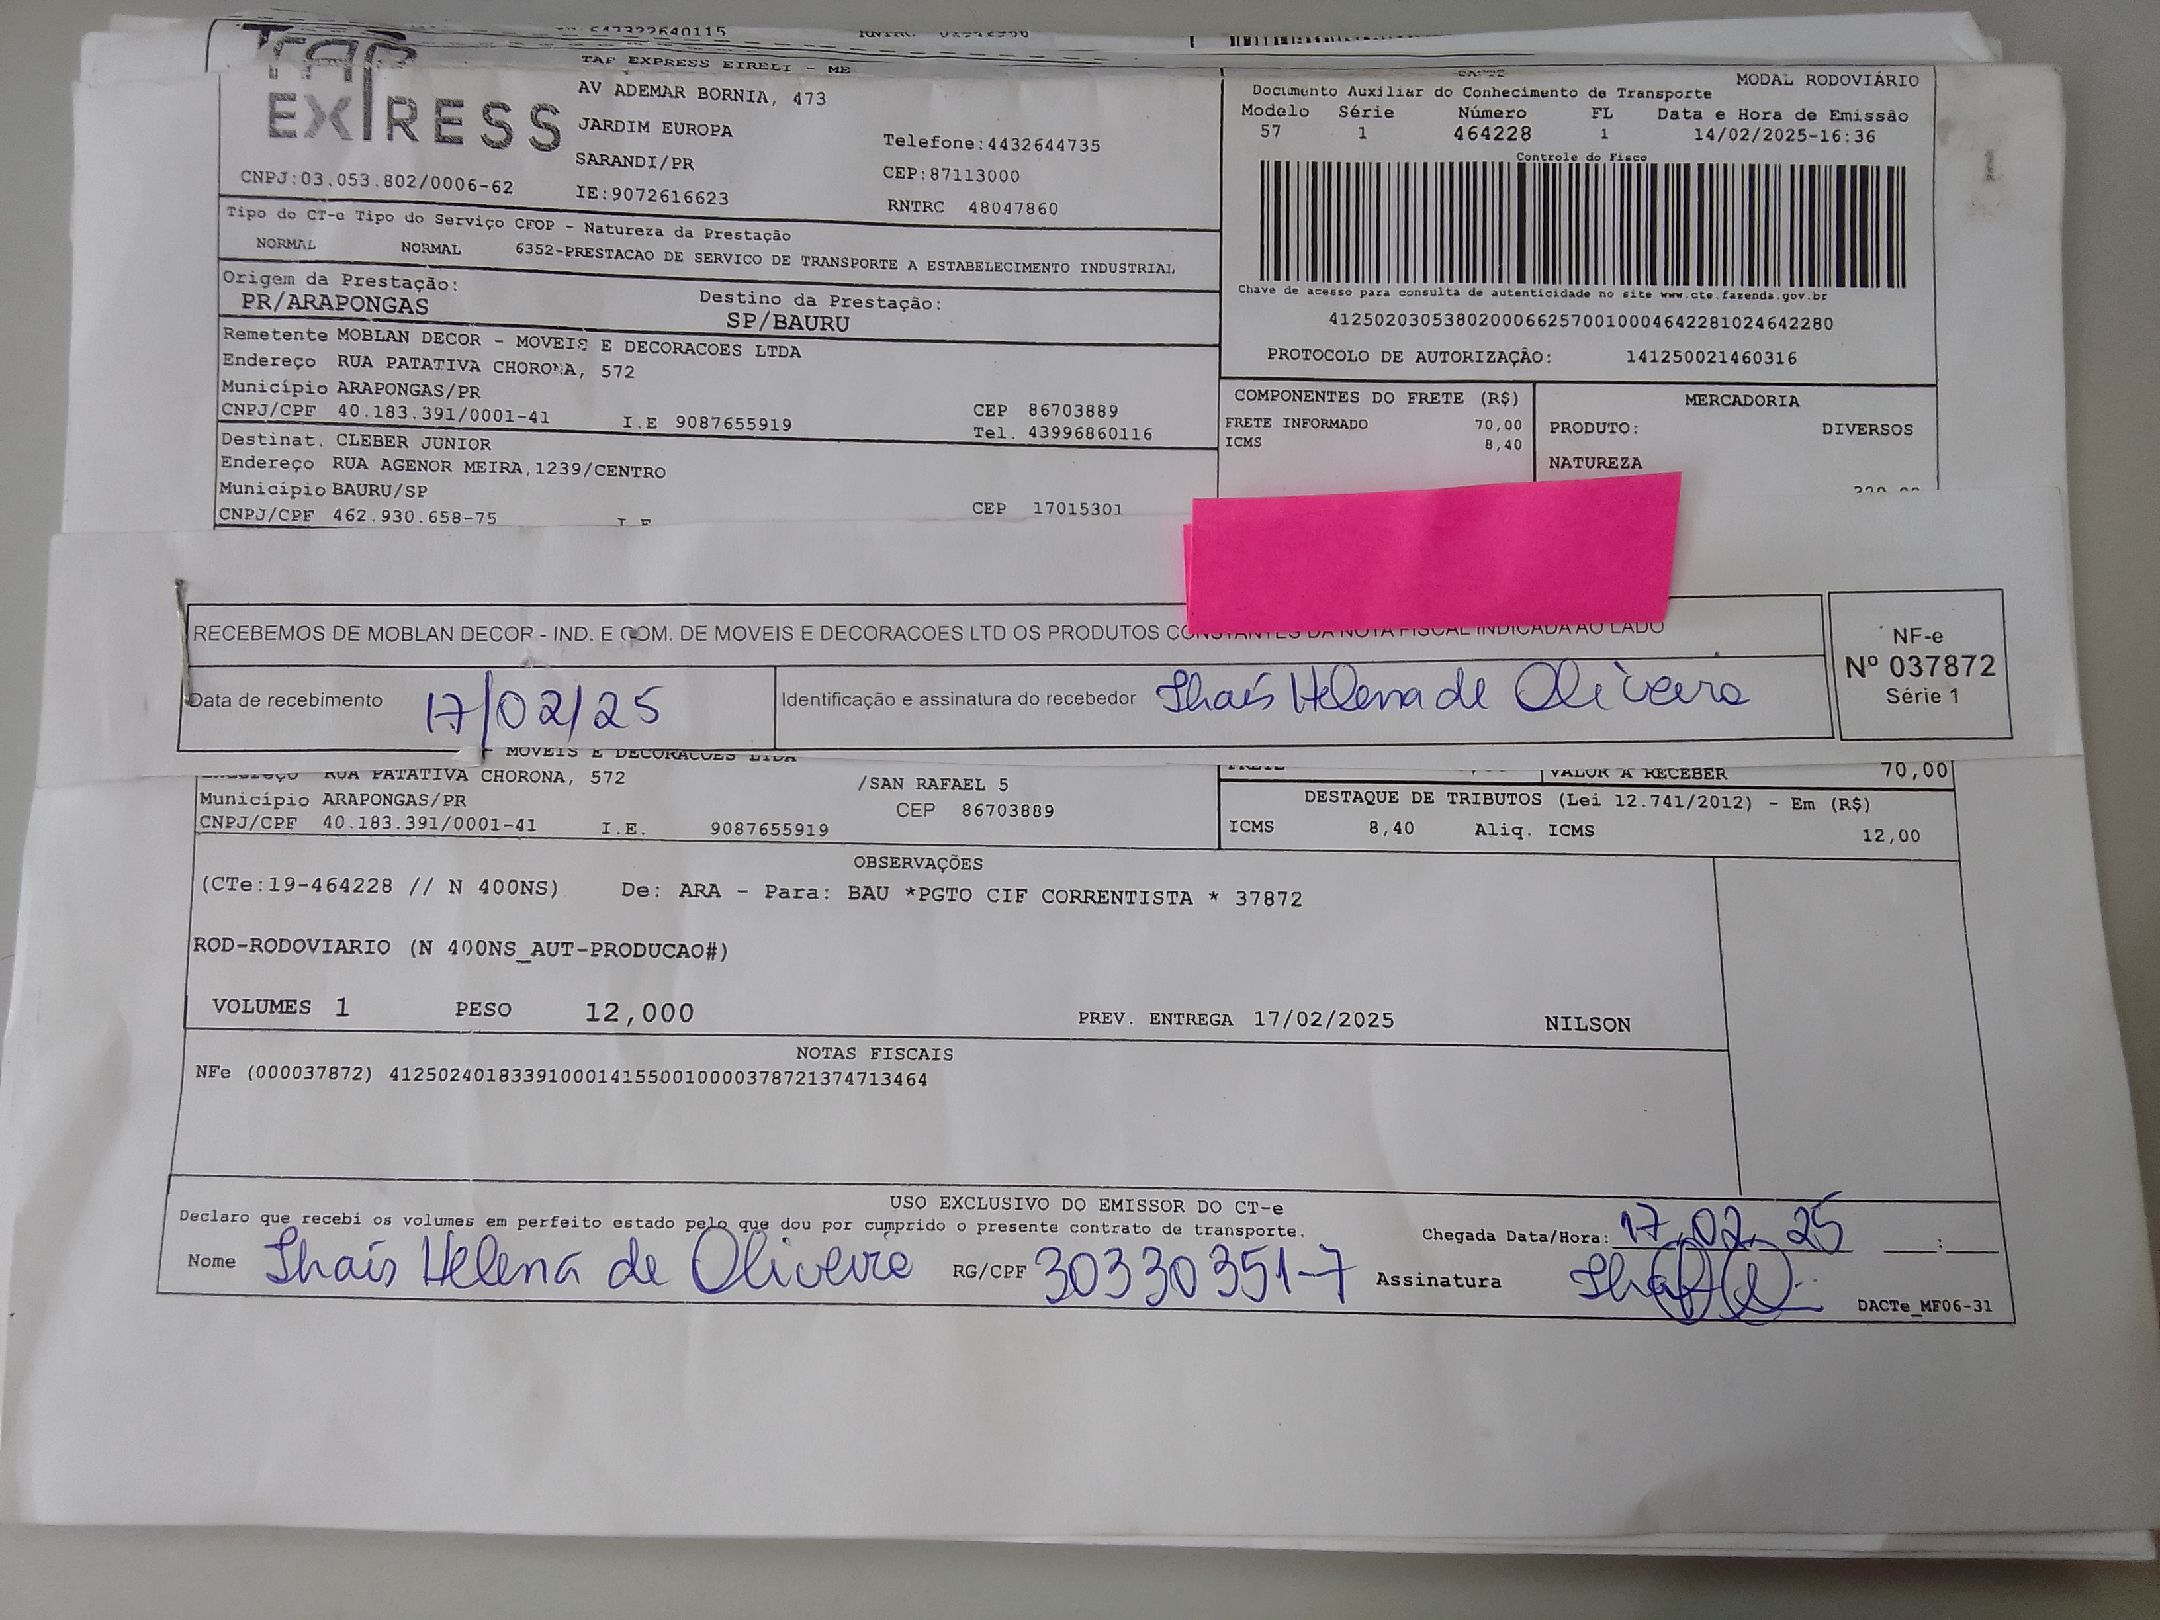 TAF EXPRESS EIRELI - ME
EXPRESS
AV ADEMAR BORNIA, 473
JARDIM EUROPA
SARANDI/PR
Telefone:4432644735
CEP:87113000
CNPJ:03.053.802/0006-62
IE:9072616623
RNTRC 48047860
MODAL RODOVIÁRIO
Documento Auxiliar do Conhecimento de Transporte
Modelo Série Número FL Data e Hora de Emissão
57 1 464228 1 14/02/2025-16:36
Controle do Fisco
Chave de acesso para consulta de autenticidade no site www.cte.fazenda.gov.br
41250203053802000662570010004642281024642280
PROTOCOLO DE AUTORIZAÇÃO: 141250021460316
Tipo do CT-e Tipo do Serviço CFOP - Natureza da Prestação
NORMAL NORMAL 6352-PRESTACAO DE SERVICO DE TRANSPORTE A ESTABELECIMENTO INDUSTRIAL
Origem da Prestação:
PR/ARAPONGAS
Destino da Prestação:
SP/BAURU
Remetente MOBLAN DECOR - MOVEIS E DECORACOES LTDA
Endereço RUA PATATIVA CHORONA, 572
Município ARAPONGAS/PR
CNPJ/CPF 40.183.391/0001-41 I.E 9087655919
CEP 86703889
Tel. 43996860116
Destinat. CLEBER JUNIOR
Endereço RUA AGENOR MEIRA,1239/CENTRO
Município BAURU/SP
CNPJ/CPF 462.930.658-75
CEP 17015301
COMPONENTES DO FRETE (R$)
FRETE INFORMADO 70,00
ICMS 8,40
MERCADORIA
PRODUTO: DIVERSOS
NATUREZA
RECEBEMOS DE MOBLAN DECOR - IND. E COM. DE MOVEIS E DECORACOES LTD OS PRODUTOS CONSTANTES DA NOTA FISCAL INDICADA AO LADO
Data de recebimento 17/02/25
Identificação e assinatura do recebedor Thais Helena de Oliveira
NF-e
Nº 037872
Série 1
MOVEIS E DECORACOES LTDA
Endereço RUA PATATIVA CHORONA, 572 /SAN RAFAEL 5
Município ARAPONGAS/PR CEP 86703889
CNPJ/CPF 40.183.391/0001-41 I.E. 9087655919
FRETE
VALOR A RECEBER 70,00
DESTAQUE DE TRIBUTOS (Lei 12.741/2012) - Em (R$)
ICMS 8,40 Aliq. ICMS 12,00
OBSERVAÇÕES
(CTe:19-464228 // N 400NS) De: ARA - Para: BAU *PGTO CIF CORRENTISTA * 37872
ROD-RODOVIARIO (N 400NS_AUT-PRODUCAO#)
VOLUMES 1 PESO 12,000 PREV. ENTREGA 17/02/2025 NILSON
NOTAS FISCAIS
NFe (000037872) 41250240183391000141550010000378721374713464
USO EXCLUSIVO DO EMISSOR DO CT-e
Declaro que recebi os volumes em perfeito estado pelo que dou por cumprido o presente contrato de transporte.
Chegada Data/Hora: 17.02.25 __:__
Nome Thais Helena de Oliveira RG/CPF 30330351-7 Assinatura
DACTe_MF06-31